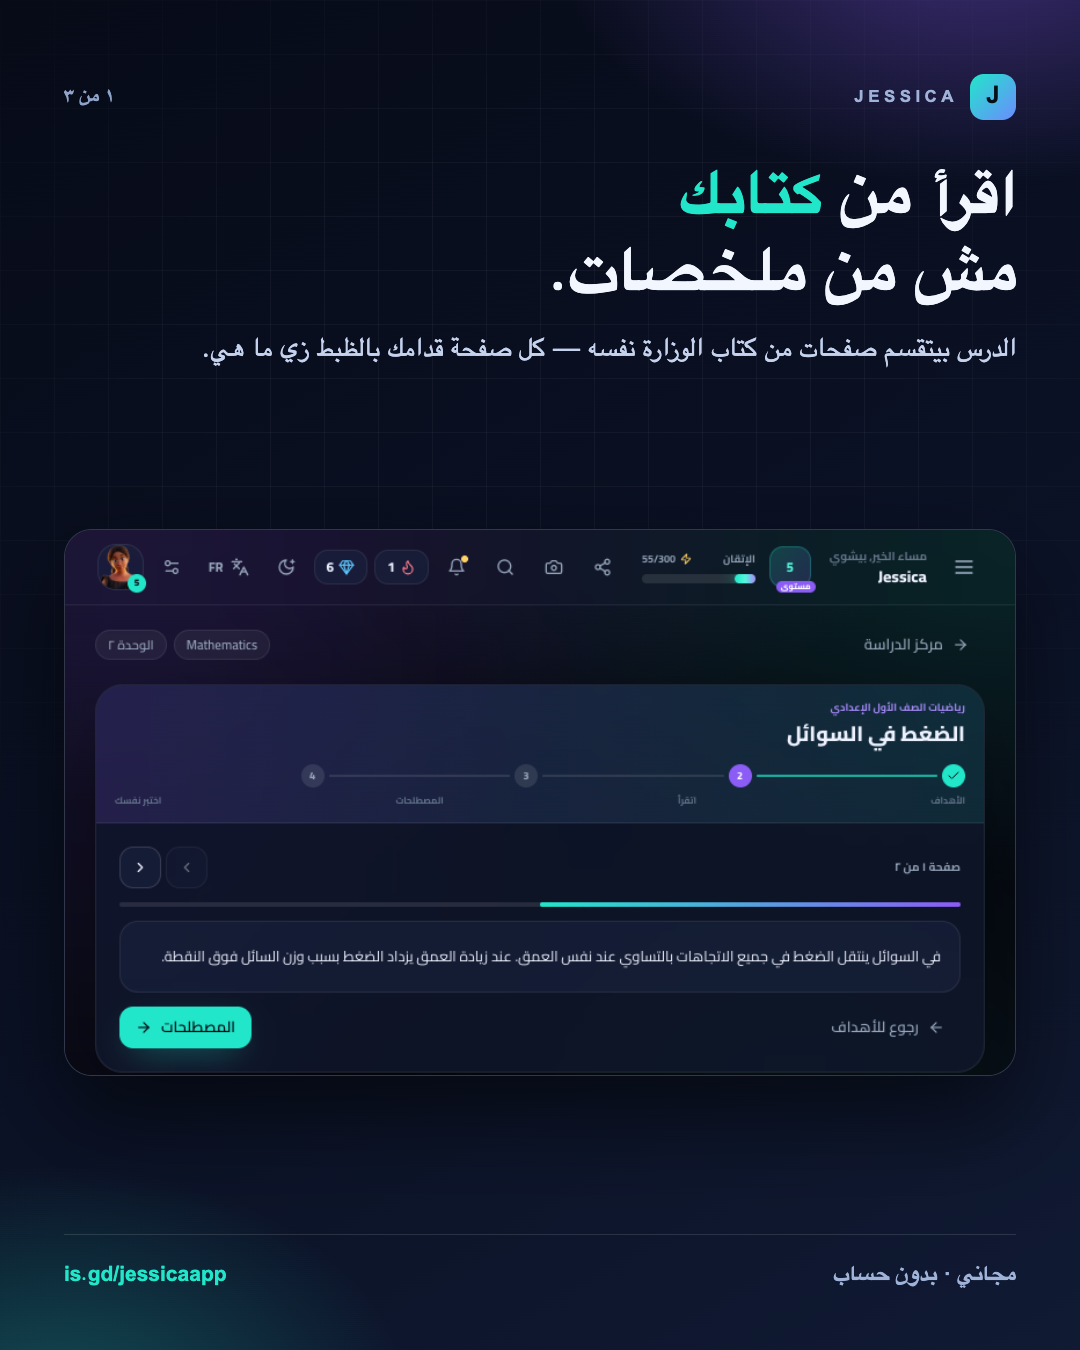 J JESSICA
١ من ٣
اقرأ من كتابك
مش من ملخصات.
الدرس بيتقسم صفحات من كتاب الوزارة نفسه — كل صفحة قدامك بالظبط زي ما هي.
مساء الخير, بيشوي
Jessica
5
مستوى
الإتقان
55/300
1
6
FR
5
مركز الدراسة
Mathematics
الوحدة ٢
رياضيات الصف الأول الإعدادي
الضغط في السوائل
2
3
4
الأهداف
اتقرأ
المصطلحات
اختبر نفسك
صفحة ١ من ٢
في السوائل ينتقل الضغط في جميع الاتجاهات بالتساوي عند نفس العمق. عند زيادة العمق يزداد الضغط بسبب وزن السائل فوق النقطة.
رجوع للأهداف
المصطلحات
مجاني · بدون حساب
is.gd/jessicaapp